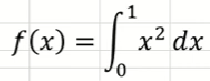 f(x) = ∫₀¹ x² dx